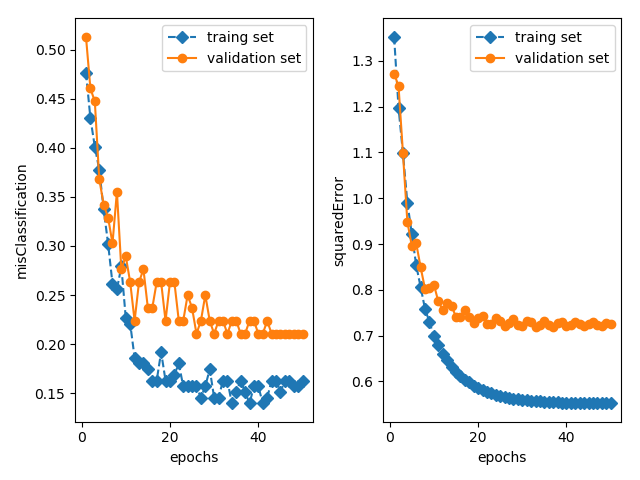 traing set
validation set
misClassification
0.50
0.45
0.40
0.35
0.30
0.25
0.20
0.15
0
20
40
epochs
traing set
validation set
squaredError
1.3
1.2
1.1
1.0
0.9
0.8
0.7
0.6
0
20
40
epochs